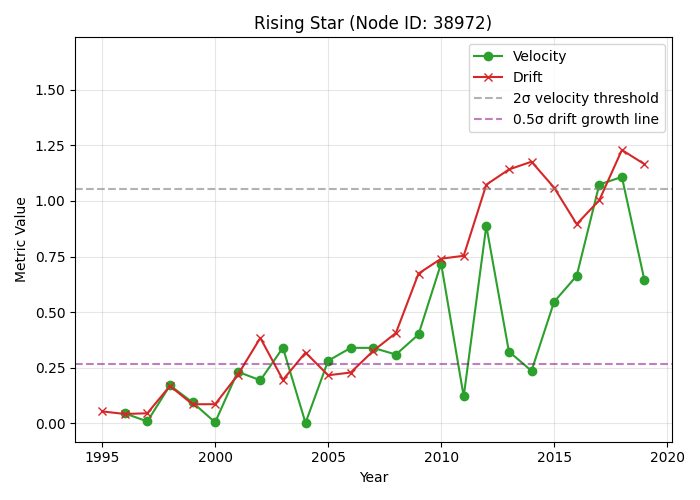 Rising Star (Node ID: 38972)
Velocity
Drift
2σ velocity threshold
0.5σ drift growth line
Metric Value
1.50
1.25
1.00
0.75
0.50
0.25
0.00
1995 2000 2005 2010 2015 2020
Year